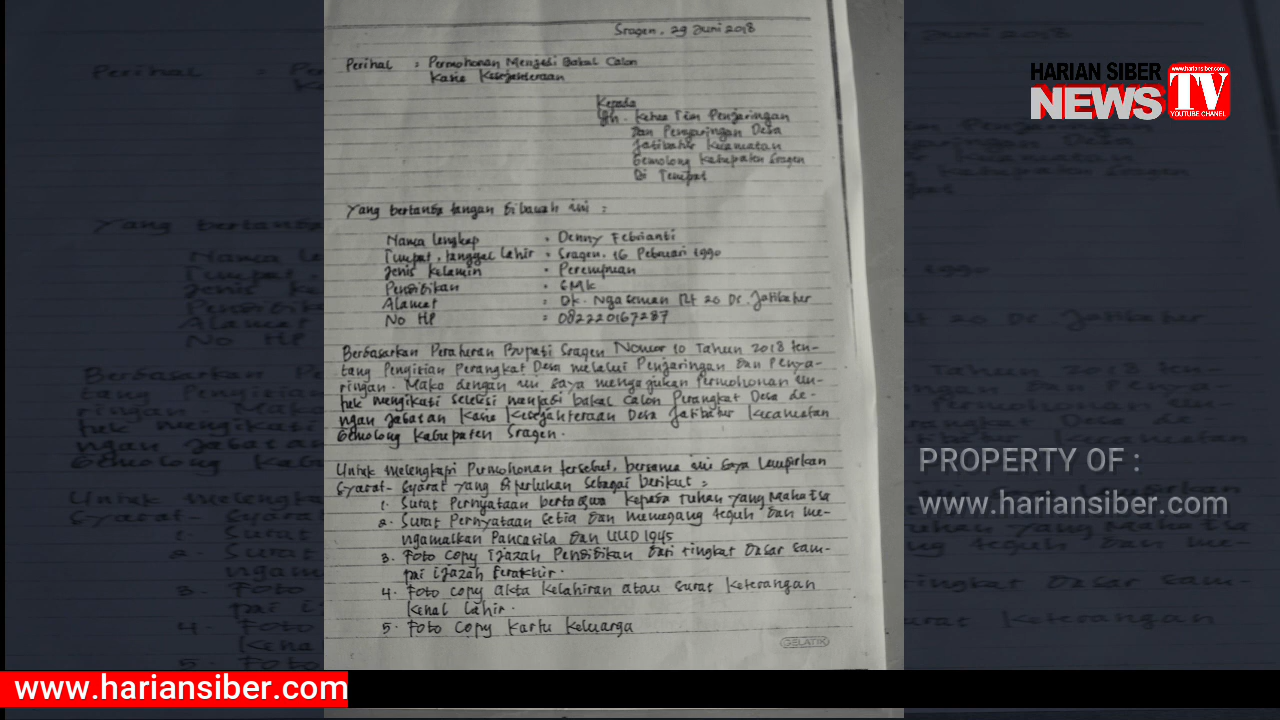 Sragen, 29 Juni 2018
Perihal : Permohonan Menjadi Bakal Calon
Kasie Kesejahteraan
Kepada
Yth. Ketua Tim Penjaringan
dan Penyaringan Desa
Jatibatur Kecamatan
Gemolong Kabupaten Sragen
Di Tempat
Yang bertanda tangan dibawah ini :
Nama lengkap : Denny Febrianti
Tempat, tanggal lahir : Sragen, 16 Pebruari 1990
Jenis Kelamin : Perempuan
Pendidikan : SMK
Alamat : Dk. Ngaseman Rt 20 Ds. Jatibatur
No HP : 082220167287
Berdasarkan Peraturan Bupati Sragen Nomor 10 Tahun 2018 ten-
tang Pengisian Perangkat Desa melalui Penjaringan dan Penya-
ringan. Maka dengan ini saya mengajukan Permohonan un-
tuk mengikuti seleksi menjadi bakal calon Perangkat Desa de-
ngan jabatan Kasie Kesejahteraan Desa Jatibatur Kecamatan
Gemolong Kabupaten Sragen.
Untuk melengkapi Permohonan tersebut, bersama ini saya lampirkan
syarat-syarat yang diperlukan sebagai berikut :
1. Surat Pernyataan bertaqwa kepada Tuhan Yang Maha Esa
2. Surat Pernyataan setia dan memegang teguh dan me-
ngamalkan Pancasila dan UUD 1945
3. Foto Copy Ijazah Pendidikan dari tingkat dasar sam-
pai ijazah terakhir.
4. Foto copy akta kelahiran atau surat keterangan
kenal lahir.
5. Foto Copy Kartu Keluarga
GELATIK
HARIAN SIBER
NEWS TV
www.hariansiber.com
YOUTUBE CHANEL
PROPERTY OF :
www.hariansiber.com
www.hariansiber.com